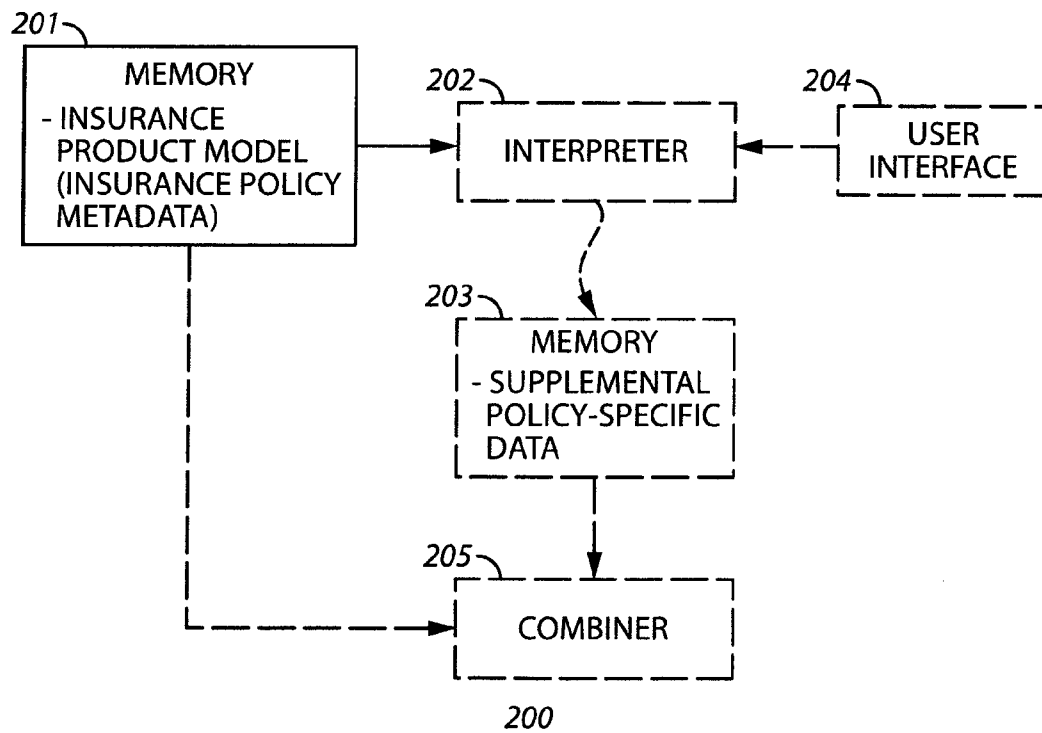 201
MEMORY
- INSURANCE
PRODUCT MODEL
(INSURANCE POLICY
METADATA)
202
INTERPRETER
204
USER
INTERFACE
203
MEMORY
- SUPPLEMENTAL
POLICY-SPECIFIC
DATA
205
COMBINER
200